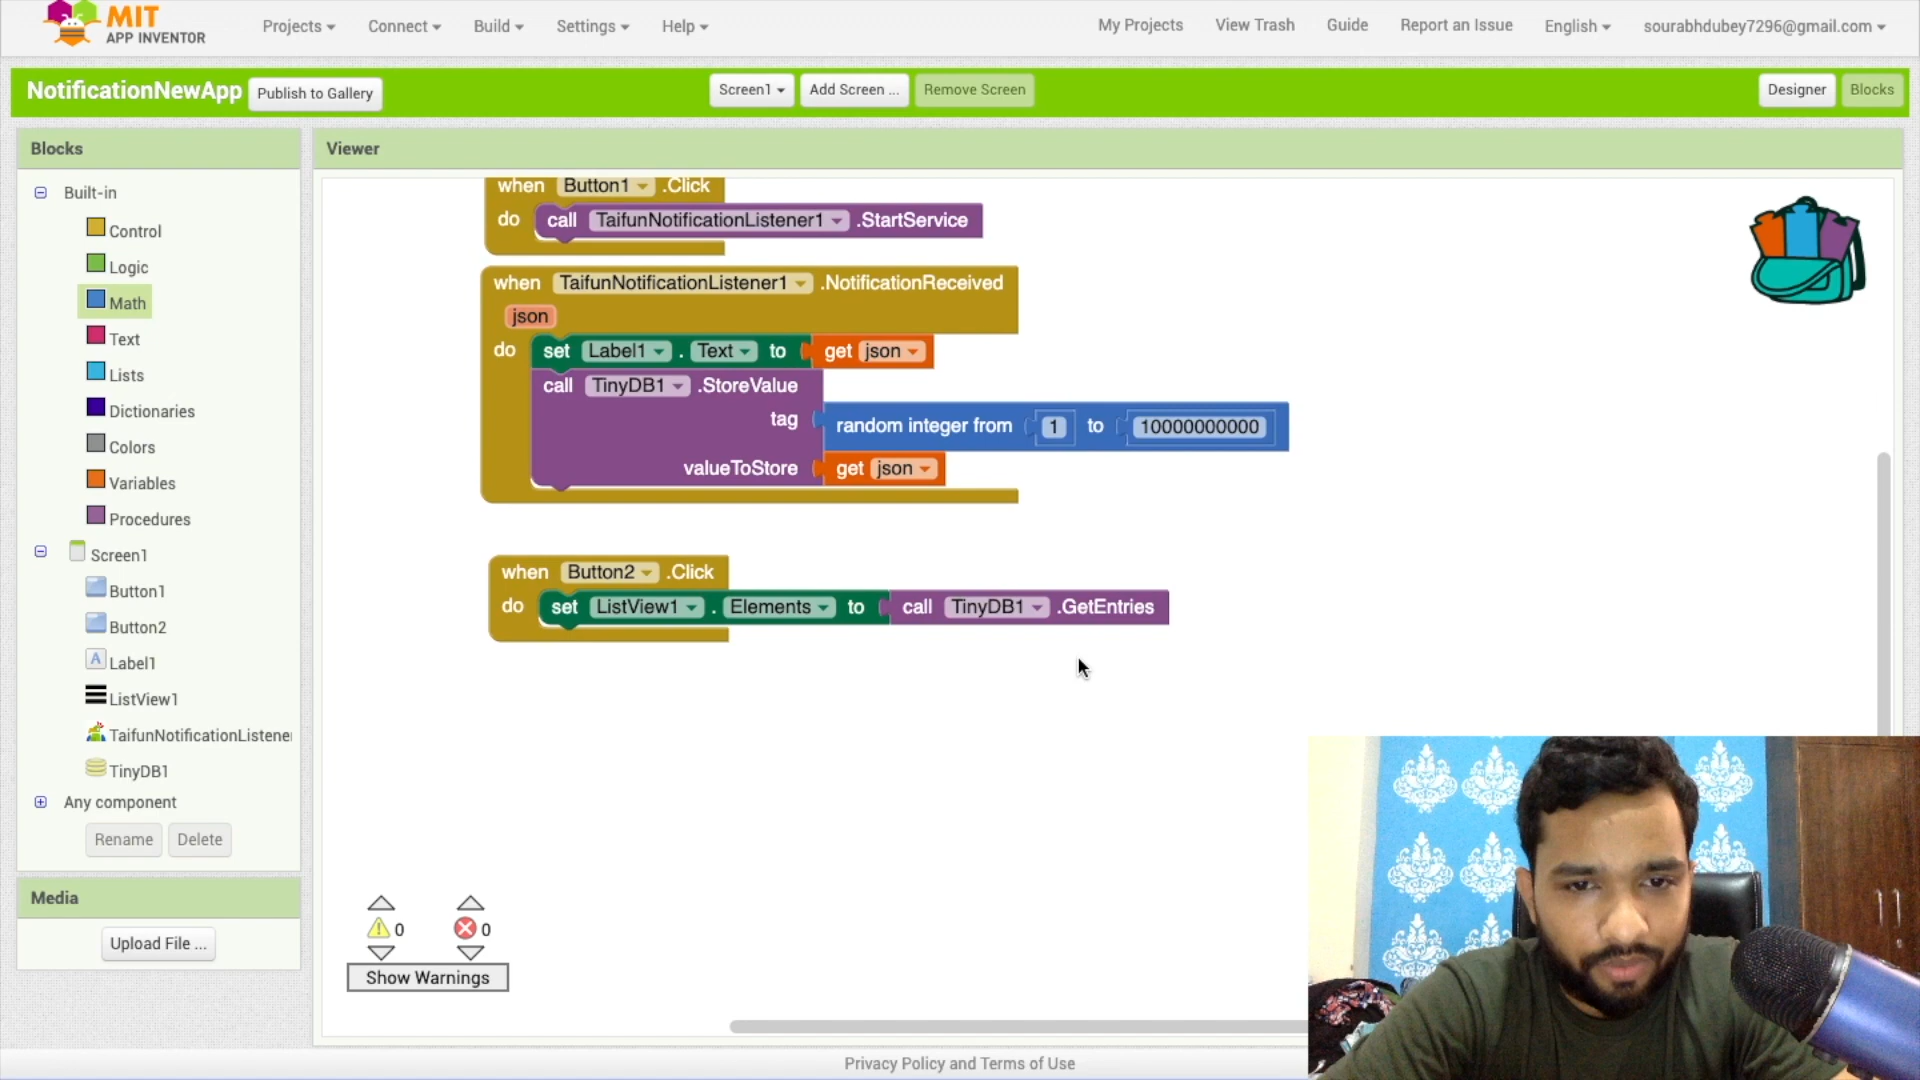 MIT
APP INVENTOR
Projects
Connect
Build
Settings
Help
My Projects
View Trash
Guide
Report an Issue
English
sourabhdubey7296@gmail.com
NotificationNewApp
Publish to Gallery
Screen1
Add Screen ...
Remove Screen
Designer
Blocks
Blocks
Viewer
Built-in
Control
Logic
Math
Text
Lists
Dictionaries
Colors
Variables
Procedures
Screen1
Button1
Button2
Label1
ListView1
TaifunNotificationListene
TinyDB1
Any component
Rename
Delete
Media
Upload File ...
when Button1 .Click
do call TaifunNotificationListener1 .StartService
when TaifunNotificationListener1 .NotificationReceived
json
do set Label1 . Text to get json
call TinyDB1 .StoreValue
tag random integer from 1 to 10000000000
valueToStore get json
when Button2 .Click
do set ListView1 . Elements to call TinyDB1 .GetEntries
0 0
Show Warnings
Privacy Policy and Terms of Use